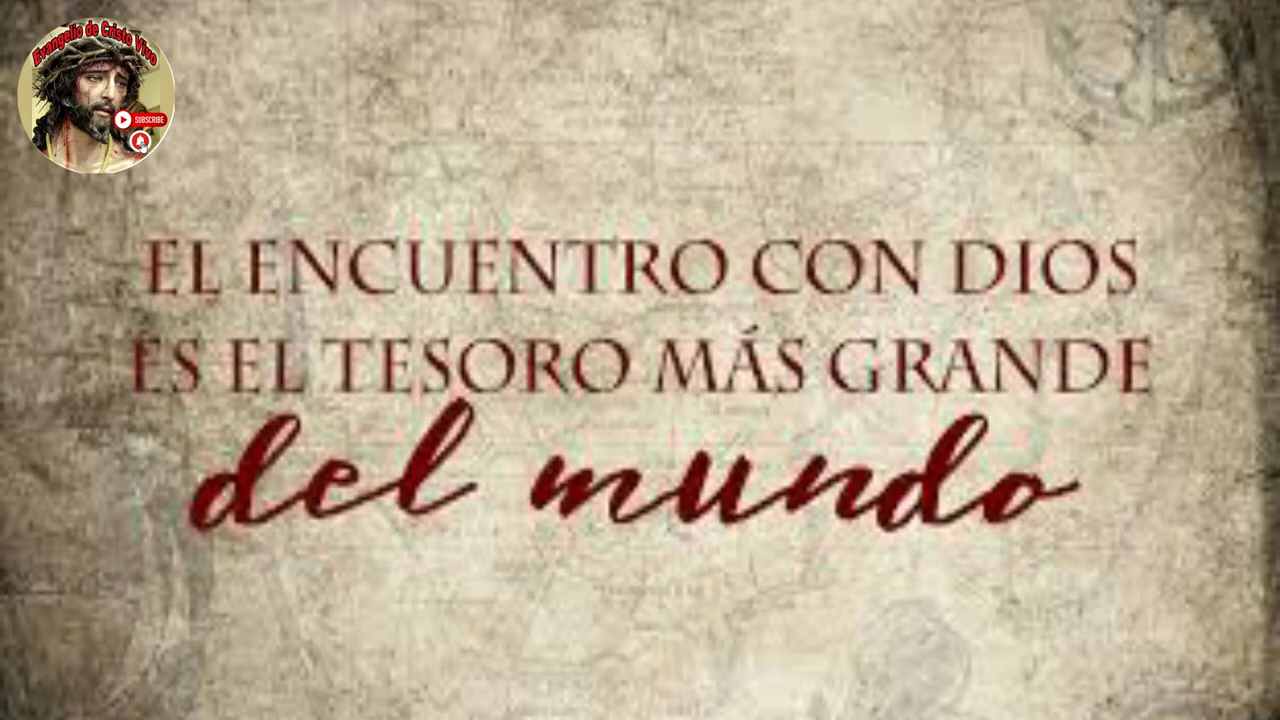 Evangelio de Cristo Vivo
SUBSCRIBE
EL ENCUENTRO CON DIOS
ES EL TESORO MÁS GRANDE
del mundo